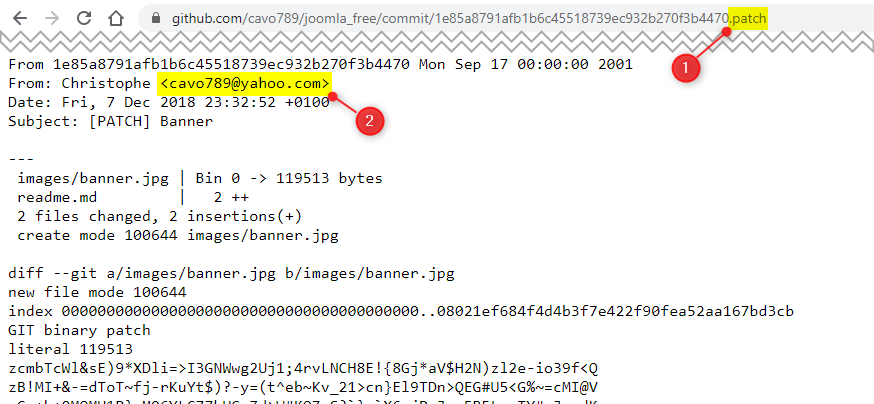 github.com/cavo789/joomla_free/commit/1e85a8791afb1b6c45518739ec932b270f3b4470.patch
1
From 1e85a8791afb1b6c45518739ec932b270f3b4470 Mon Sep 17 00:00:00 2001
From: Christophe <cavo789@yahoo.com>
Date: Fri, 7 Dec 2018 23:32:52 +0100
2
Subject: [PATCH] Banner
---
images/banner.jpg | Bin 0 -> 119513 bytes
readme.md | 2 ++
2 files changed, 2 insertions(+)
create mode 100644 images/banner.jpg
diff --git a/images/banner.jpg b/images/banner.jpg
new file mode 100644
index 0000000000000000000000000000000000000000..08021ef684f4d4b3f7e422f90fea52aa167bd3cb
GIT binary patch
literal 119513
zcmbTcWl&sE)9*XDli=>I3GNWwg2Uj1;4rvLNCH8E!{8Gj*aV$H2N)zl2e-io39f<Q
zB!MI+&-=dToT~fj-rKuYt$)?-y=(t^eb~Kv_21>cn}El9TDn>QEG#U5<G%~=cMI@V